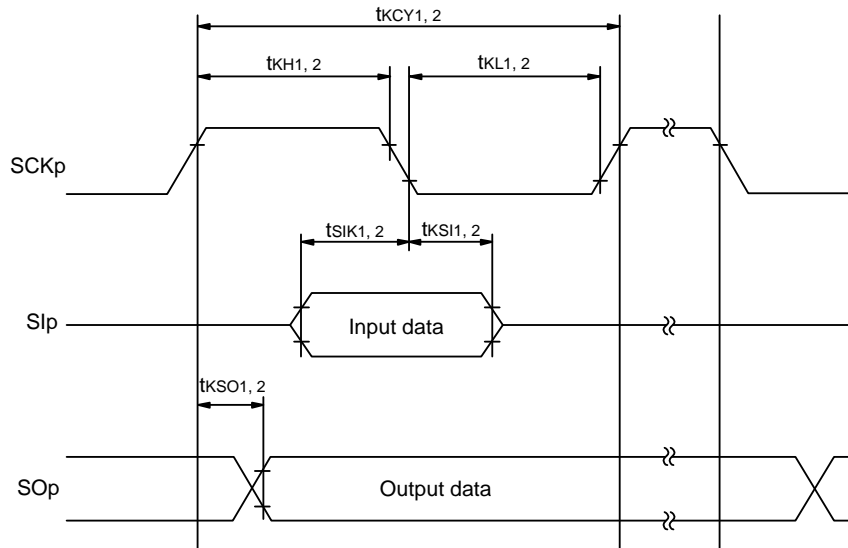 tKCY1, 2
tKH1, 2
tKL1, 2
SCKp
tSIK1, 2
tKSI1, 2
SIp
Input data
tKSO1, 2
SOp
Output data